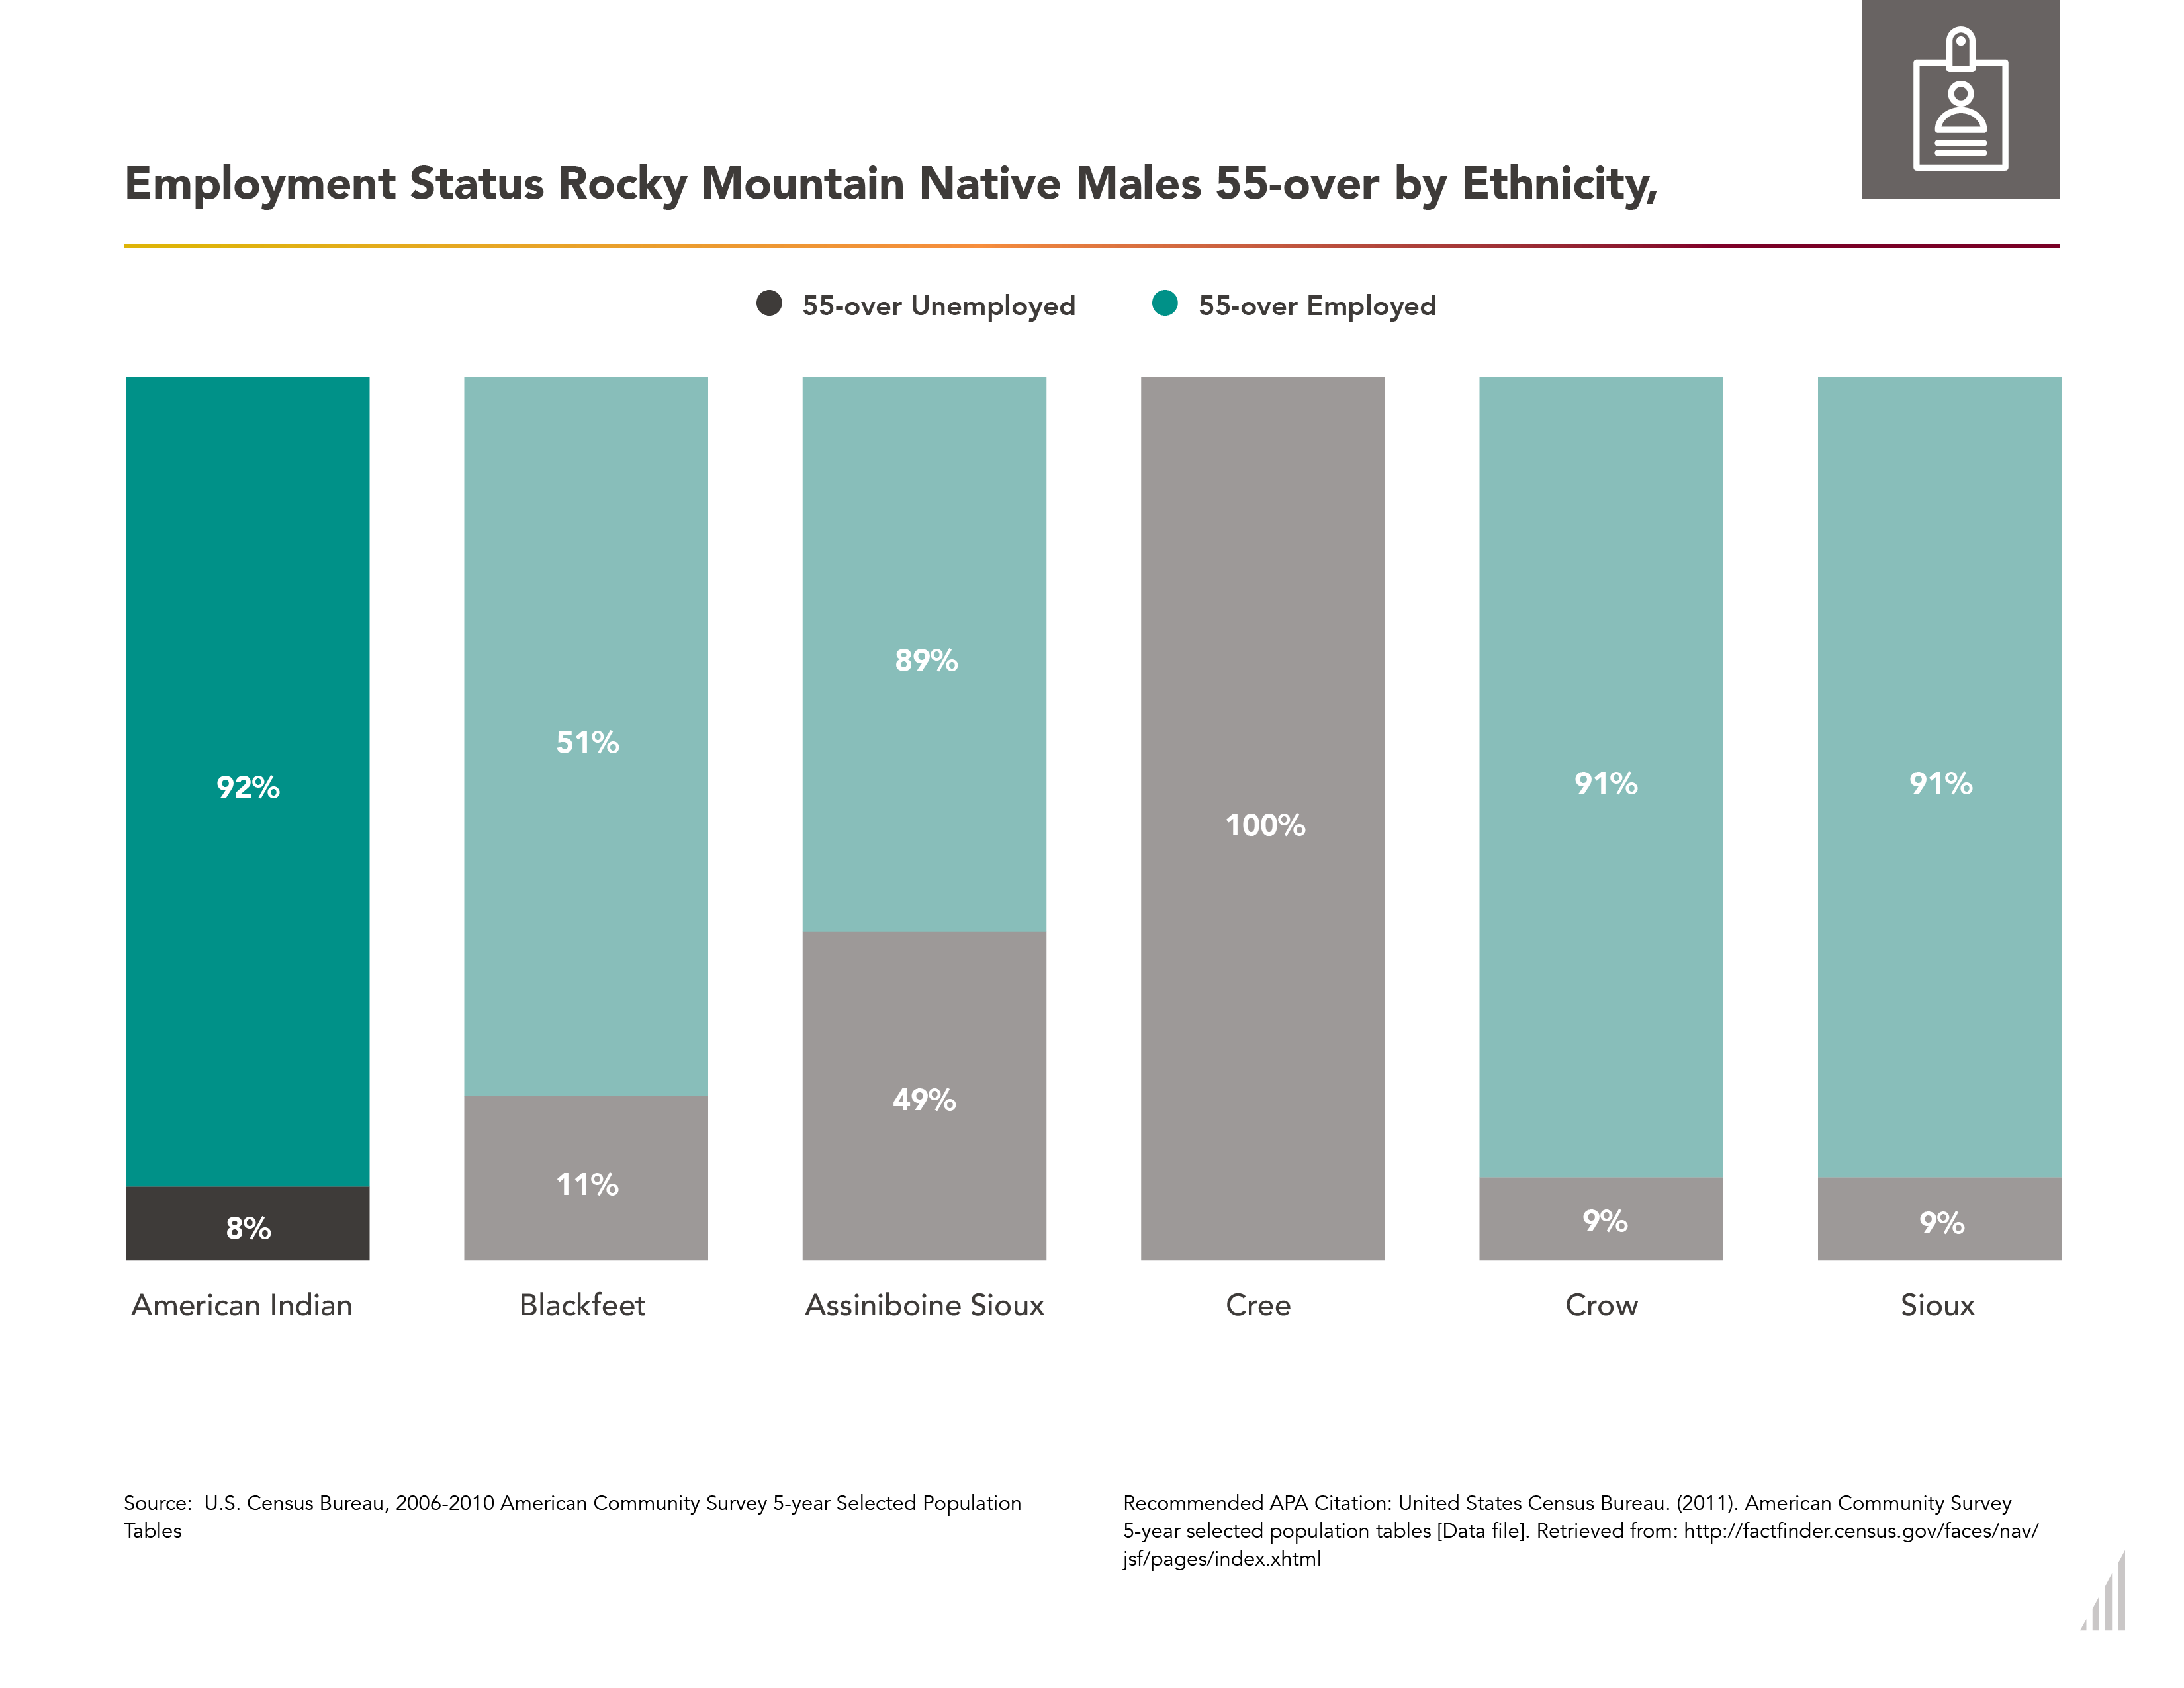 Employment Status Rocky Mountain Native Males 55-over by Ethnicity,
55-over Unemployed
55-over Employed
92%
8%
51%
11%
89%
49%
100%
91%
9%
91%
9%
American Indian
Blackfeet
Assiniboine Sioux
Cree
Crow
Sioux
Source:  U.S. Census Bureau, 2006-2010 American Community Survey 5-year Selected Population
Tables
Recommended APA Citation: United States Census Bureau. (2011). American Community Survey
5-year selected population tables [Data file]. Retrieved from: http://factfinder.census.gov/faces/nav/
jsf/pages/index.xhtml